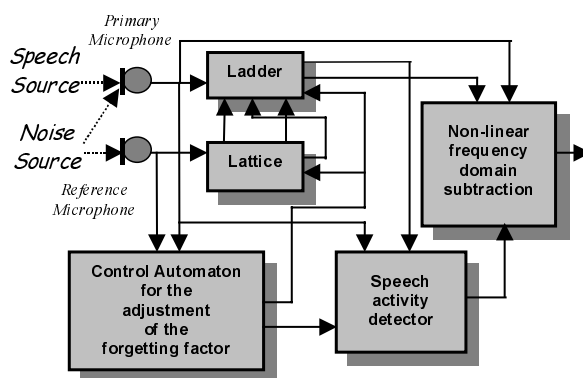 Primary
Microphone
Speech
Source
Noise
Source
Reference
Microphone
Ladder
Lattice
Non-linear
frequency
domain
subtraction
Control Automaton
for the
adjustment
of the
forgetting factor
Speech
activity
detector